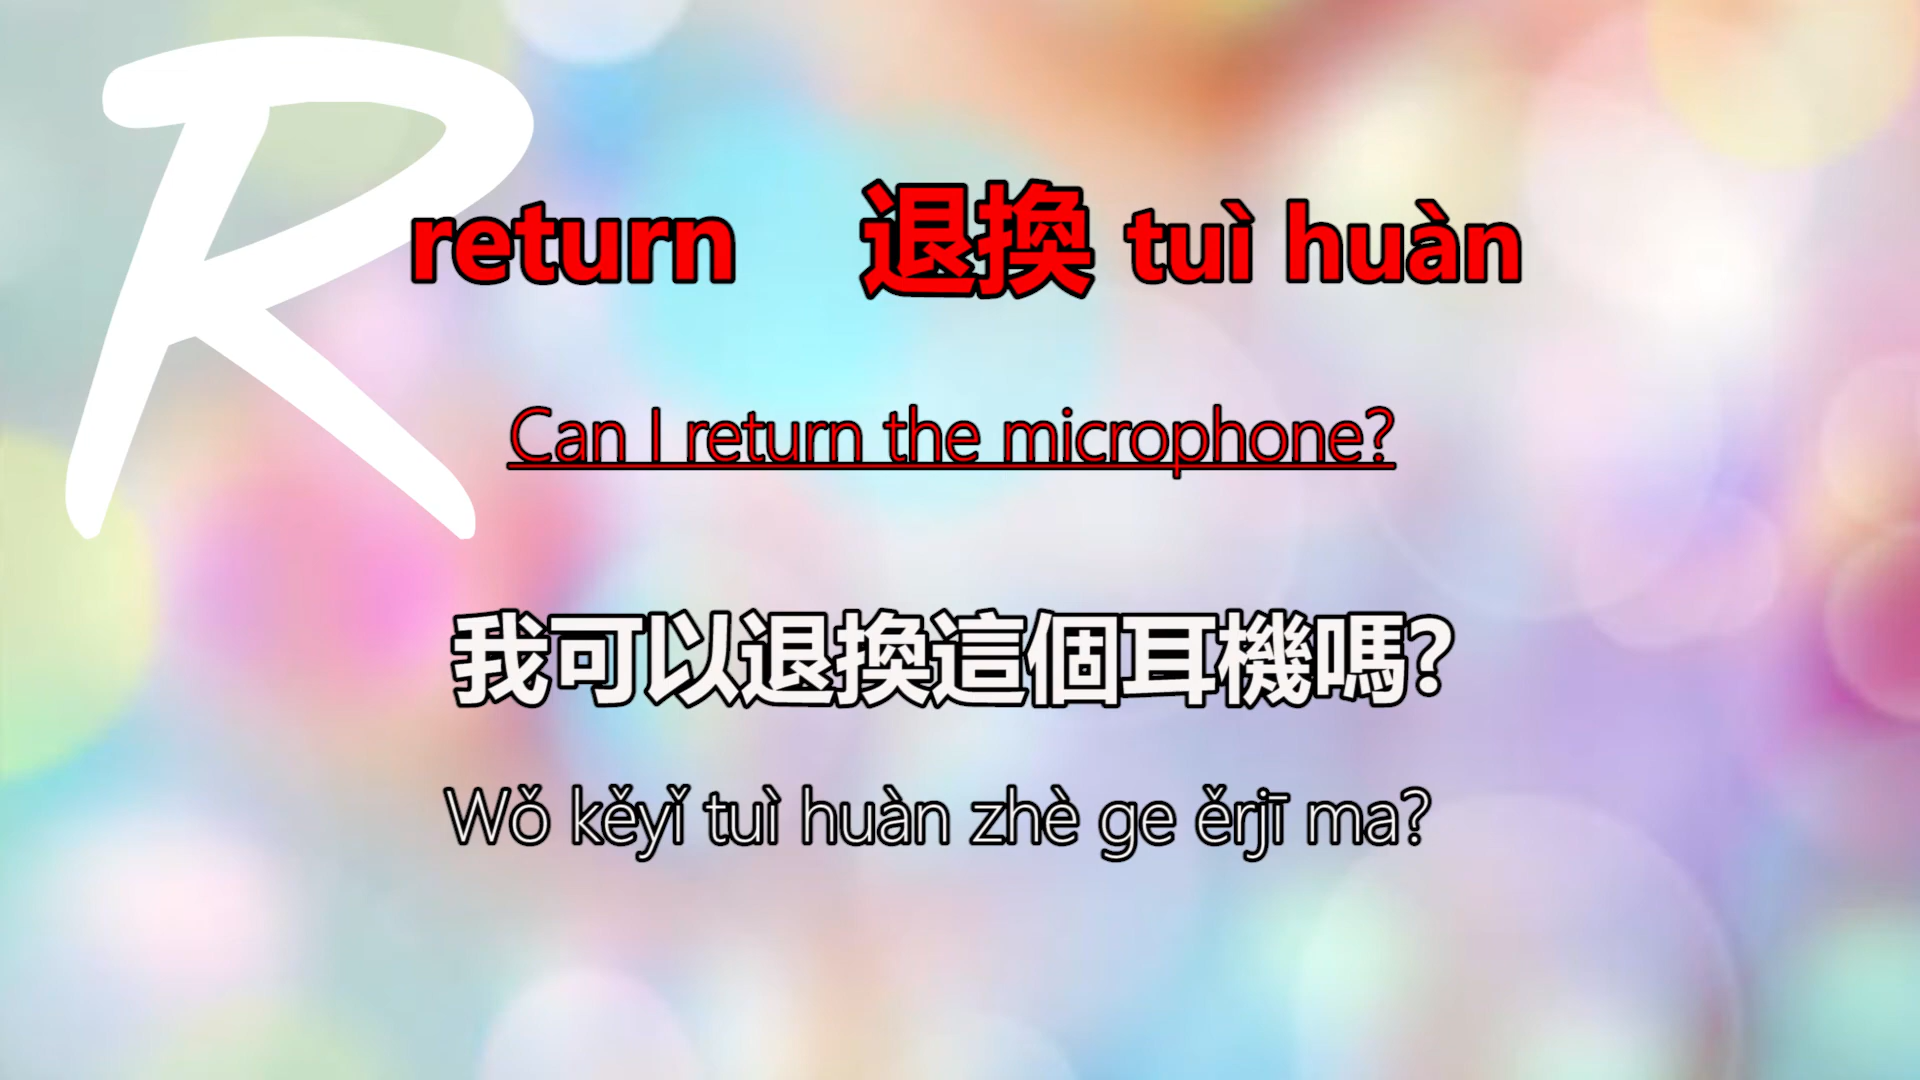 R
return 退換 tuì huàn
Can I return the microphone?
我可以退換這個耳機嗎?
Wǒ kěyǐ tuì huàn zhè ge ěrjī ma?